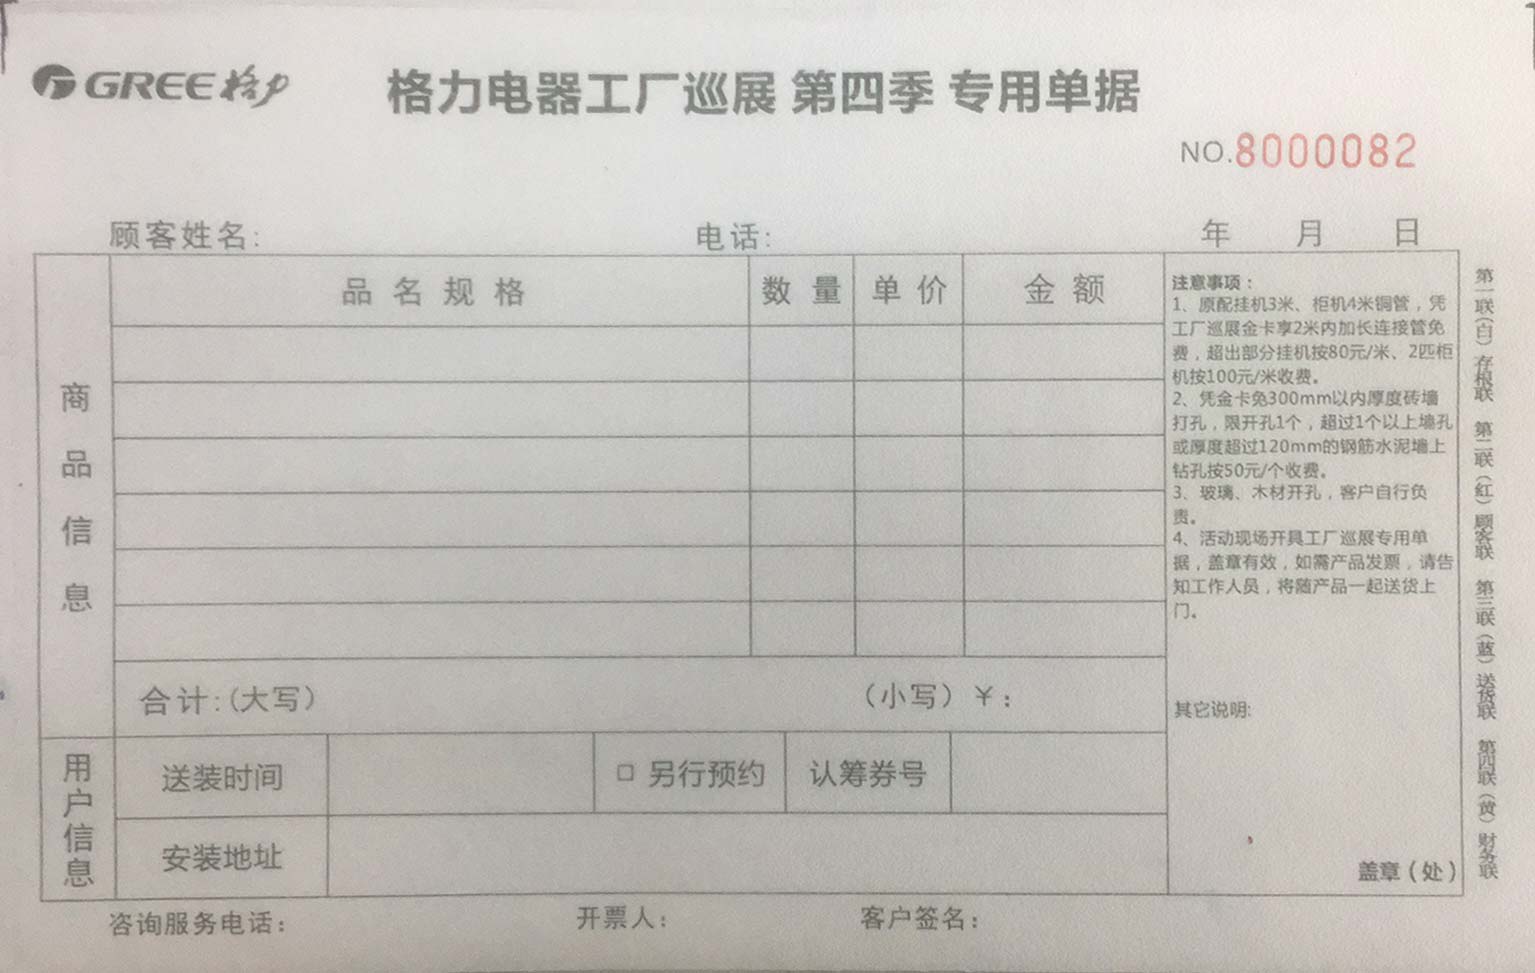 GREE格力
格力电器工厂巡展 第四季 专用单据
NO.8000082
顾客姓名: 电话: 年 月 日
商品信息
品名规格 数量 单价 金额
合计:(大写) (小写)￥:
用户信息
送装时间 □ 另行预约 认筹券号
安装地址
注意事项：
1、原配挂机3米、柜机4米铜管，凭
工厂巡展金卡享2米内加长连接管免
费，超出部分挂机按80元/米、2匹柜
机按100元/米收费。
2、凭金卡免300mm以内厚度砖墙
打孔，限开孔1个，超过1个以上墙孔
或厚度超过120mm的钢筋水泥墙上
钻孔按50元/个收费。
3、玻璃、木材开孔，客户自行负
责。
4、活动现场开具工厂巡展专用单
据，盖章有效，如需产品发票，请告
知工作人员，将随产品一起送货上
门。
其它说明:
盖章（处）
第一联(白)存根联 第二联(红)顾客联 第三联(蓝)送货联 第四联(黄)财务联
咨询服务电话： 开票人： 客户签名：